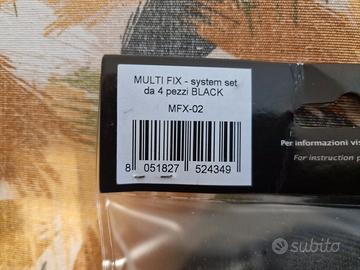 MULTI FIX - system set
da 4 pezzi BLACK
MFX-02
8 051827 524349
Per informazioni vis
For instruction p
subito